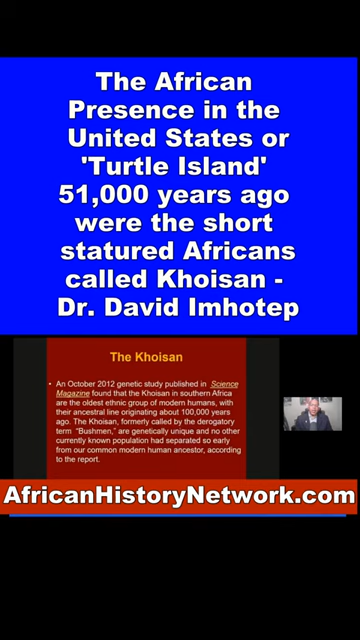 The African
Presence in the
United States or
'Turtle Island'
51,000 years ago
were the short
statured Africans
called Khoisan -
Dr. David Imhotep
The Khoisan
• An October 2012 genetic study published in Science
Magazine found that the Khoisan in southern Africa
are the oldest ethnic group of modern humans, with
their ancestral line originating about 100,000 years
ago. The Khoisan, formerly called by the derogatory
term "Bushmen," are genetically unique and no other
currently known population had separated so early
from our common modern human ancestor, according
to the report.
AfricanHistoryNetwork.com